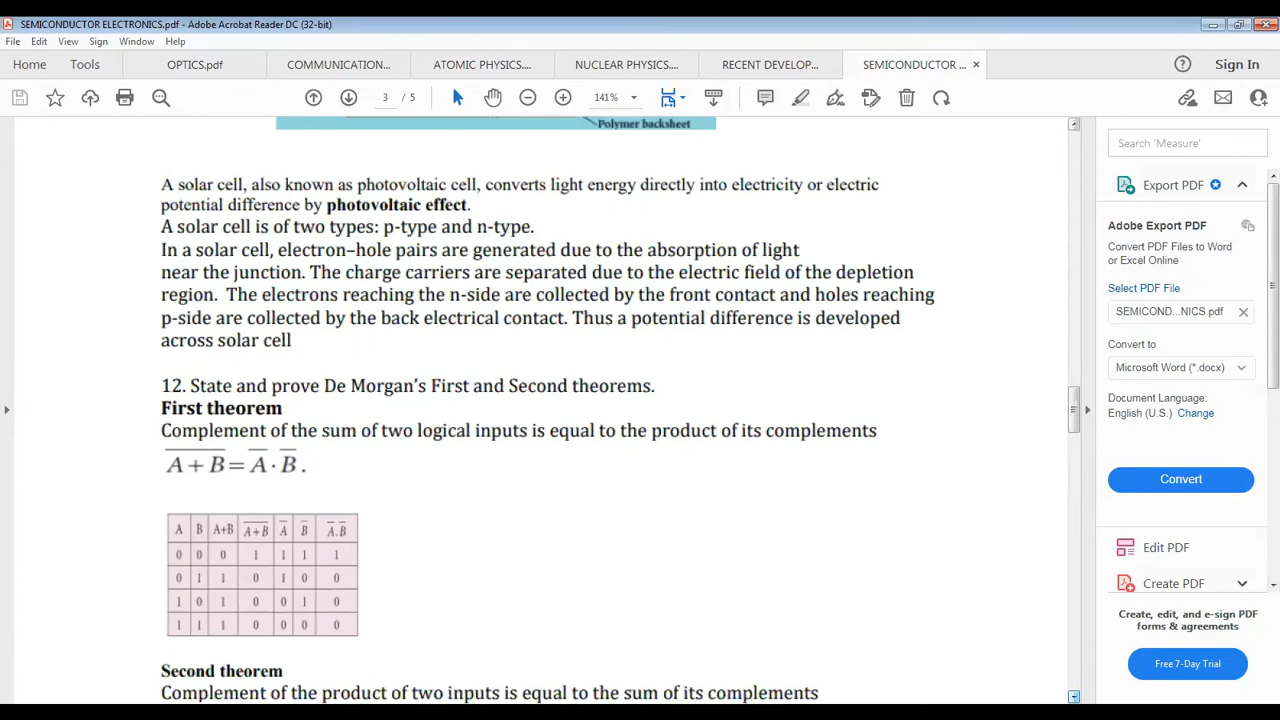 SEMICONDUCTOR ELECTRONICS.pdf - Adobe Acrobat Reader DC (32-bit)
File Edit View Sign Window Help
Home Tools OPTICS.pdf COMMUNICATION... ATOMIC PHYSICS.... NUCLEAR PHYSICS.... RECENT DEVELOP... SEMICONDUCTOR ... × Sign In
3 / 5 141%
Polymer backsheet
A solar cell, also known as photovoltaic cell, converts light energy directly into electricity or electric
potential difference by photovoltaic effect.
A solar cell is of two types: p-type and n-type.
In a solar cell, electron–hole pairs are generated due to the absorption of light
near the junction. The charge carriers are separated due to the electric field of the depletion
region. The electrons reaching the n-side are collected by the front contact and holes reaching
p-side are collected by the back electrical contact. Thus a potential difference is developed
across solar cell
12. State and prove De Morgan's First and Second theorems.
First theorem
Complement of the sum of two logical inputs is equal to the product of its complements
A̅ ̅+̅ ̅B̅ = A̅ · B̅ .
A B A+B A̅+̅B̅ A̅ B̅ A̅.B̅
0 0 0 1 1 1 1
0 1 1 0 1 0 0
1 0 1 0 0 1 0
1 1 1 0 0 0 0
Second theorem
Complement of the product of two inputs is equal to the sum of its complements
Search 'Measure'
Export PDF
Adobe Export PDF
Convert PDF Files to Word
or Excel Online
Select PDF File
SEMICOND...NICS.pdf
Convert to
Microsoft Word (*.docx)
Document Language:
English (U.S.) Change
Convert
Edit PDF
Create PDF
Create, edit, and e-sign PDF
forms & agreements
Free 7-Day Trial